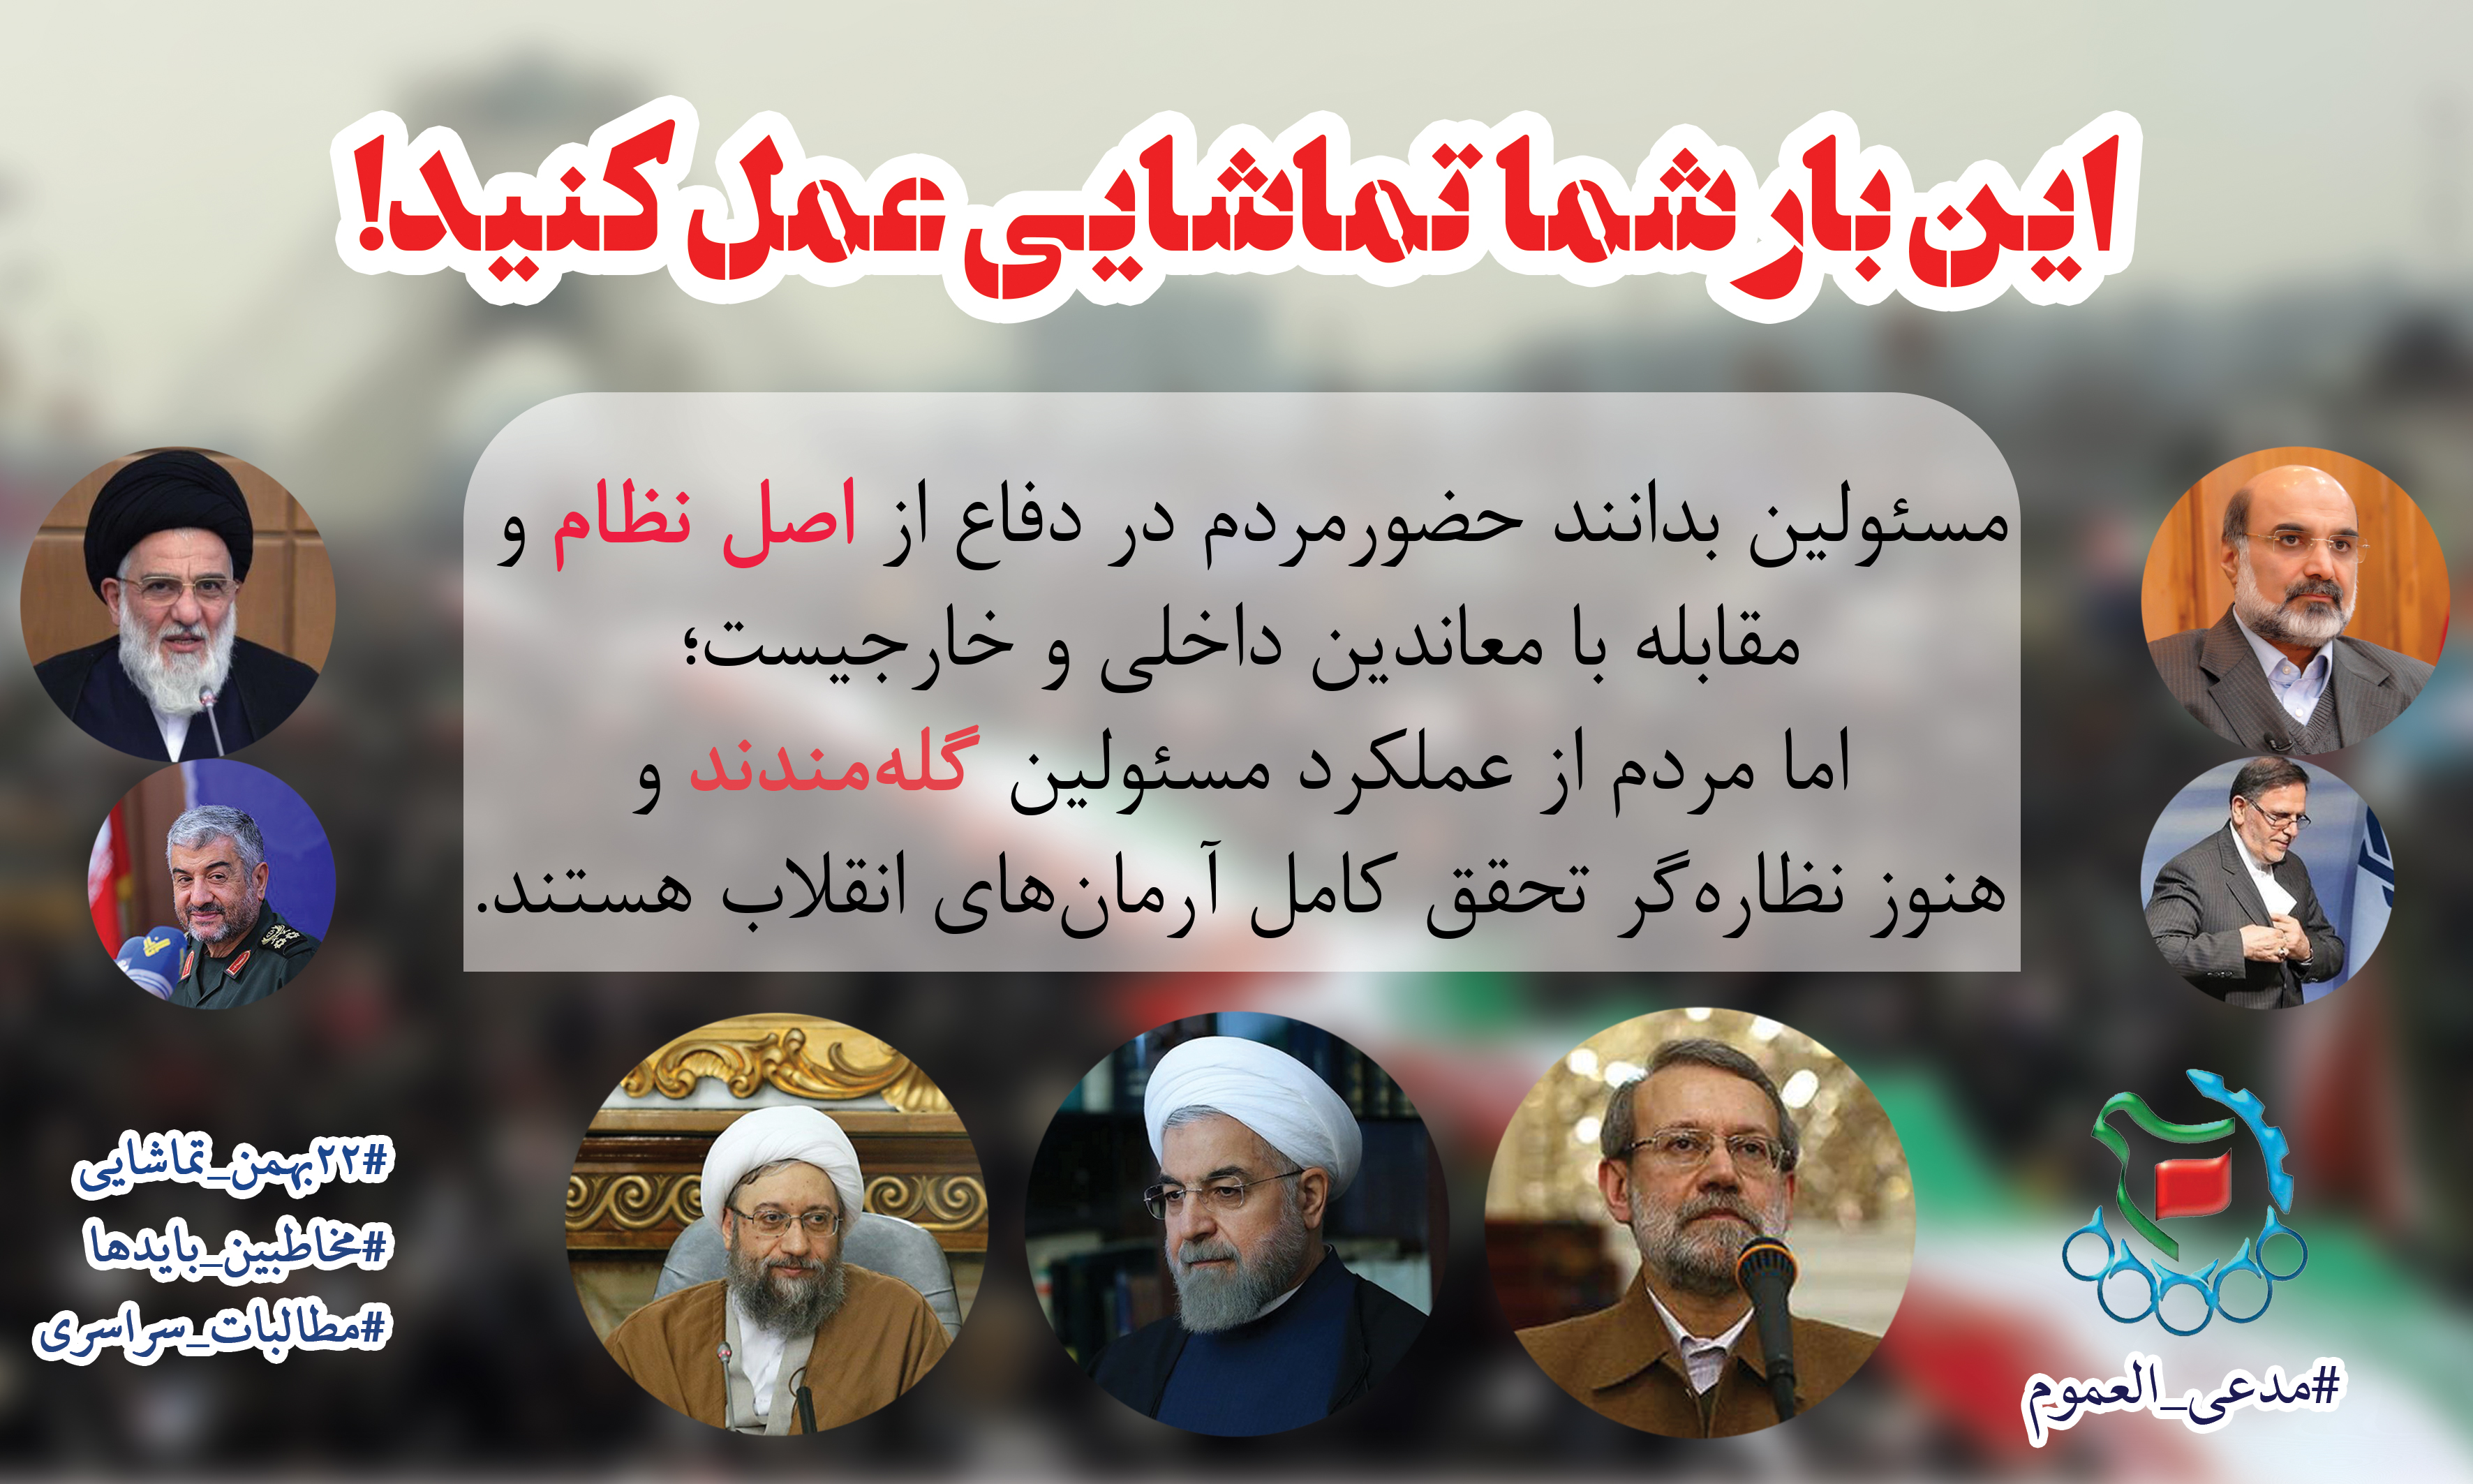 این بار شما تماشایی عمل کنید!
مسئولین بدانند حضورمردم در دفاع از اصل نظام و
مقابله با معاندین داخلی و خارجیست؛
اما مردم از عملکرد مسئولین گله‌مندند و
هنوز نظاره‌گر تحقق کامل آرمان‌های انقلاب هستند.
#۲۲بهمن_تماشایی
#مخاطبین_بایدها
#مطالبات_سراسری
#مدعی_العموم